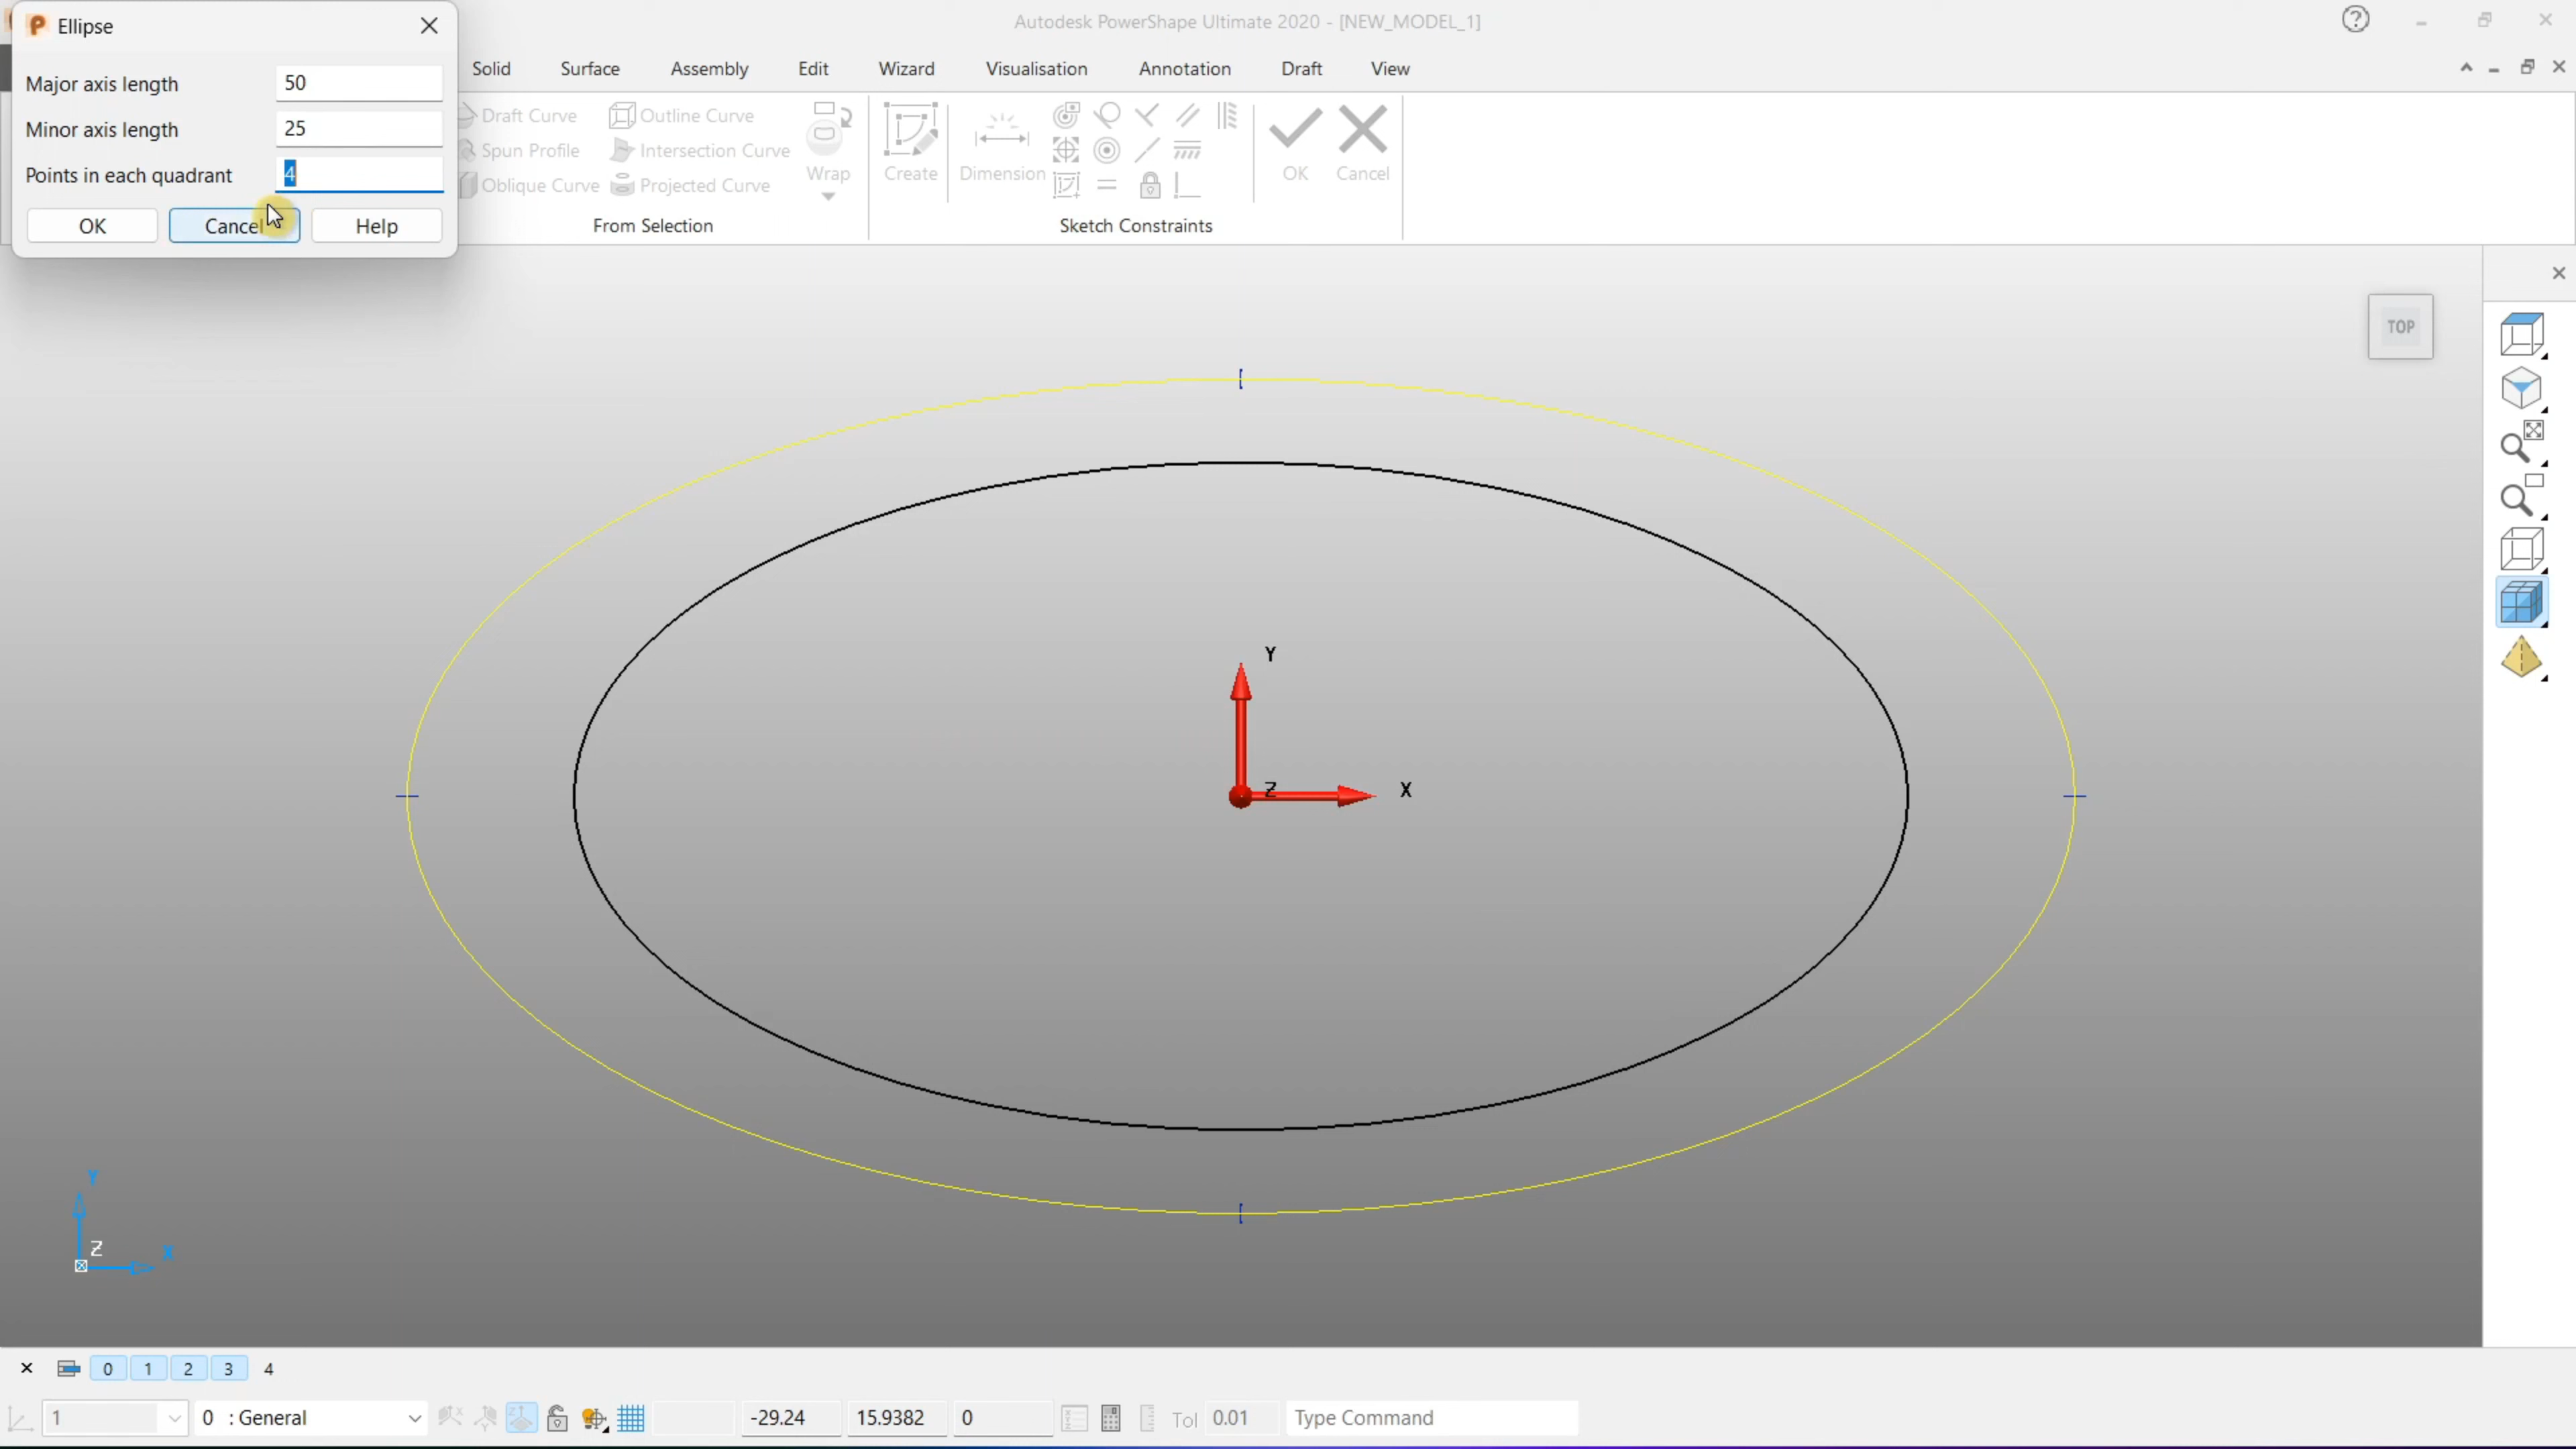 Ellipse
Autodesk PowerShape Ultimate 2020 - [NEW_MODEL_1]
Solid Surface Assembly Edit Wizard Visualisation Annotation Draft View
Major axis length 50
Minor axis length 25
Points in each quadrant 4
OK Cancel Help
Draft Curve Outline Curve
Spun Profile Intersection Curve
Oblique Curve Projected Curve
Wrap
From Selection
Create Dimension
OK Cancel
Sketch Constraints
TOP
Y
Z X
Y
Z X
0 1 2 3 4
1 0 : General -29.24 15.9382 0 Tol 0.01 Type Command